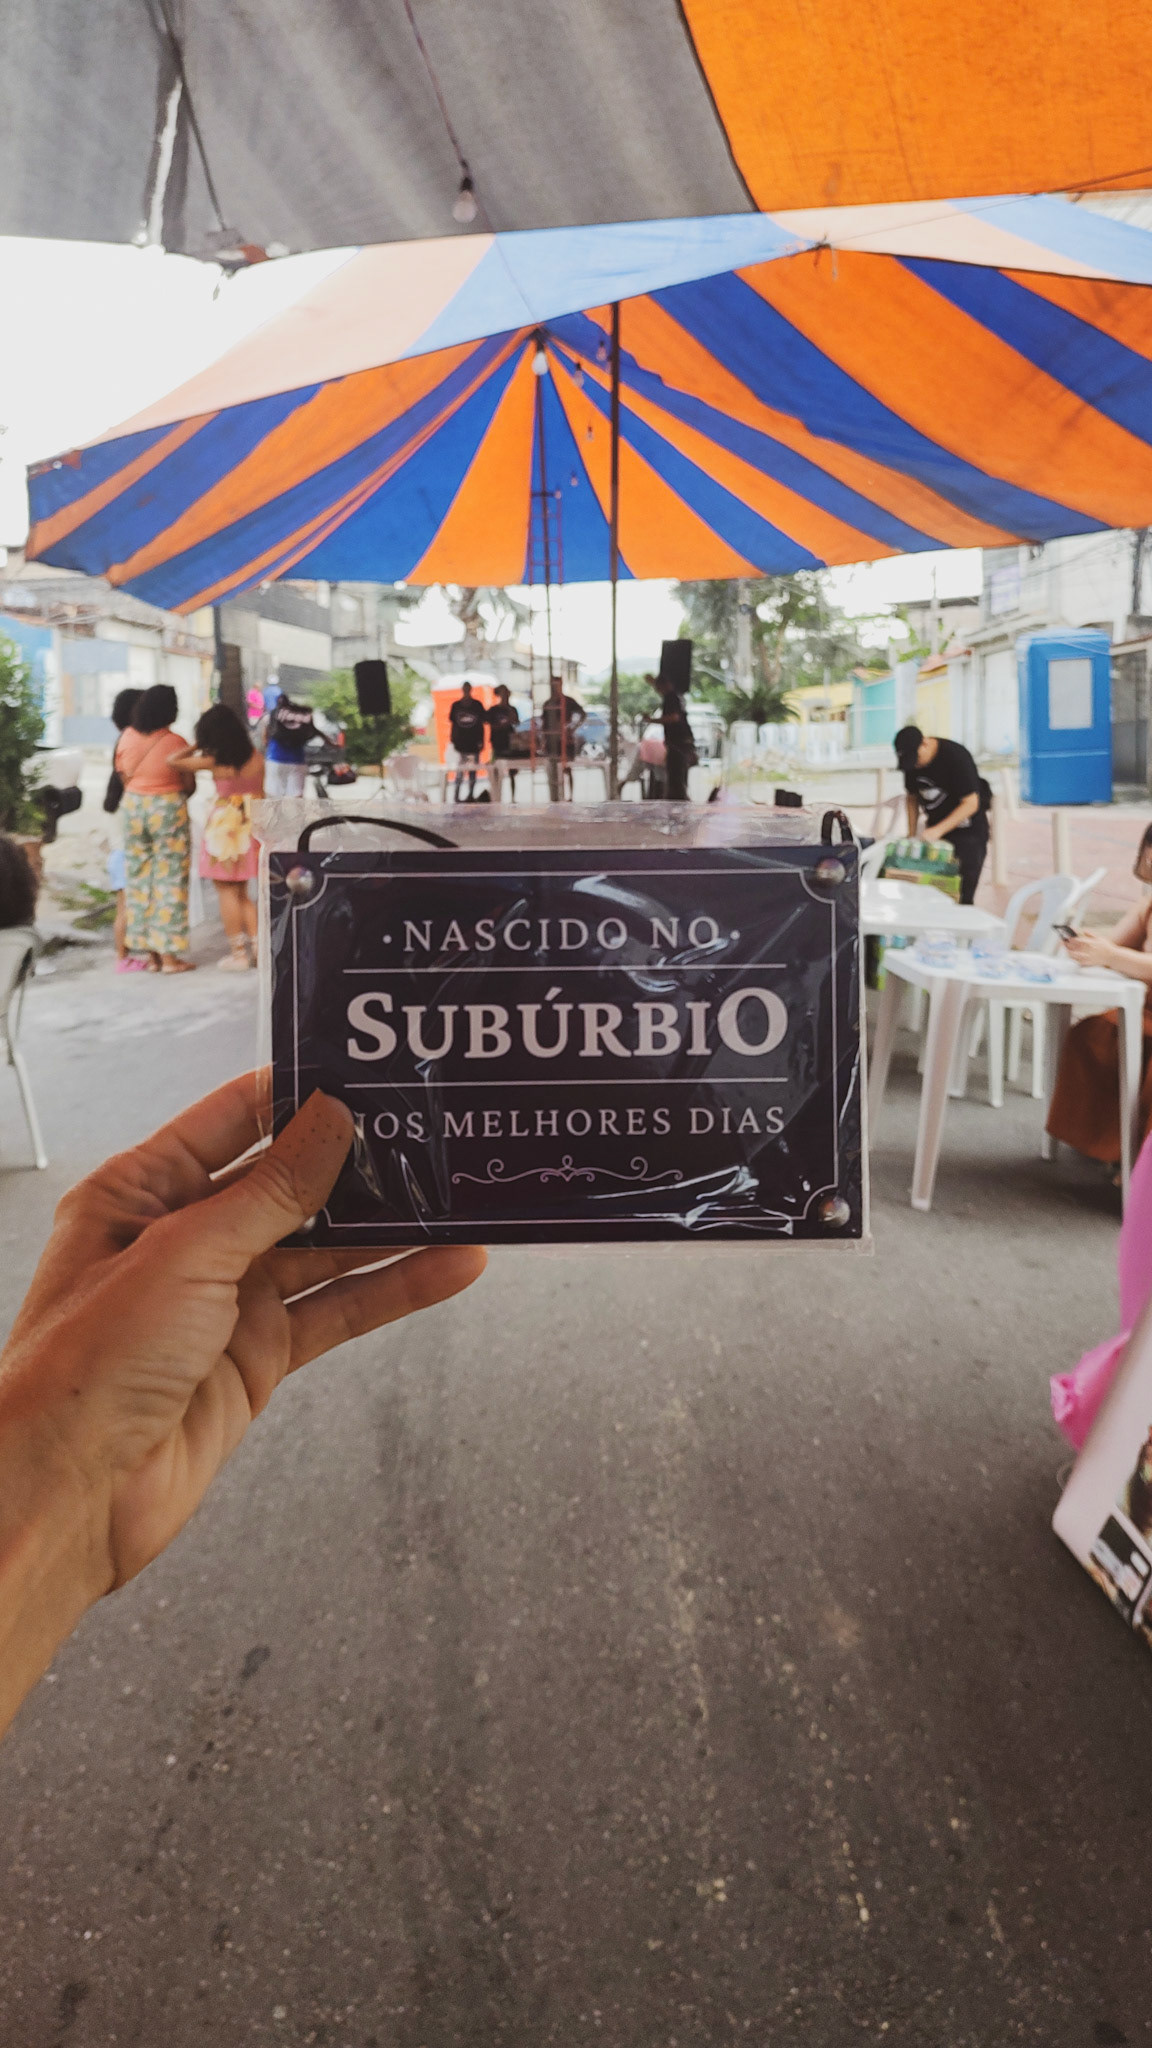 · NASCIDO NO ·
SUBÚRBIO
NOS MELHORES DIAS